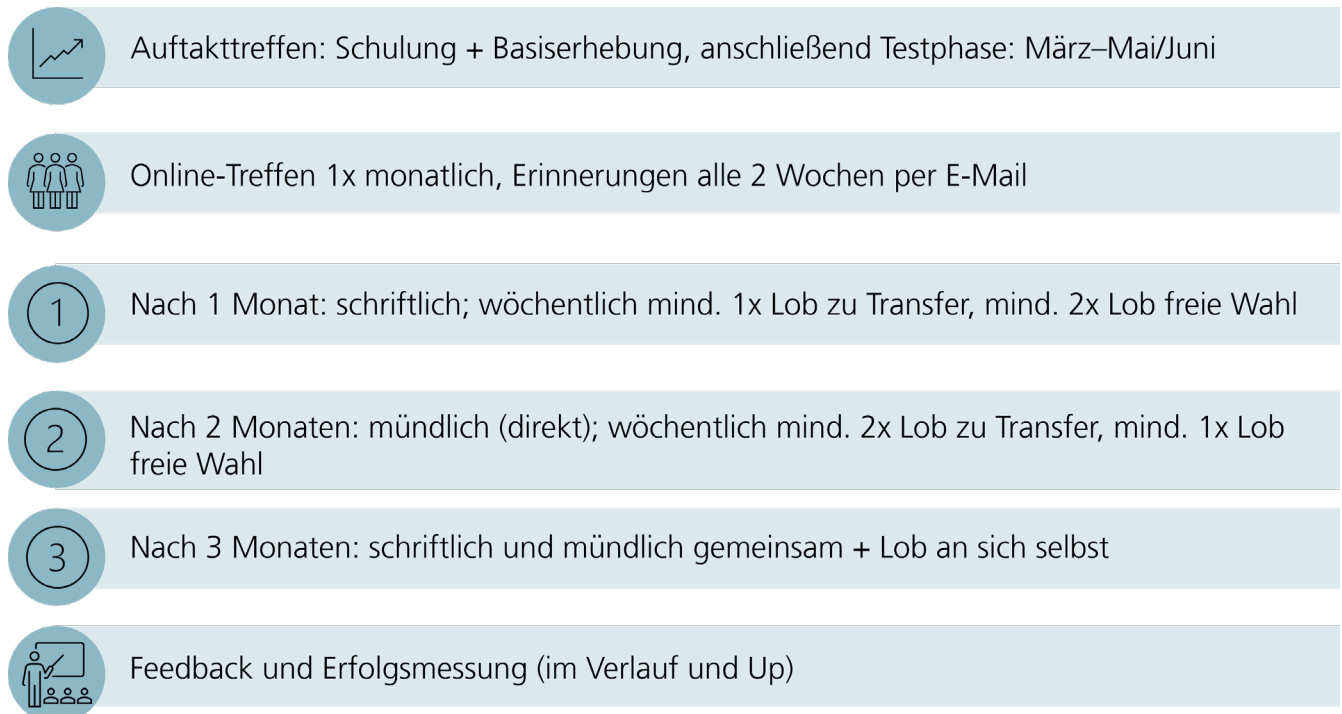 Auftakttreffen: Schulung + Basiserhebung, anschließend Testphase: März–Mai/Juni
Online-Treffen 1x monatlich, Erinnerungen alle 2 Wochen per E-Mail
1
Nach 1 Monat: schriftlich; wöchentlich mind. 1x Lob zu Transfer, mind. 2x Lob freie Wahl
2
Nach 2 Monaten: mündlich (direkt); wöchentlich mind. 2x Lob zu Transfer, mind. 1x Lob
freie Wahl
3
Nach 3 Monaten: schriftlich und mündlich gemeinsam + Lob an sich selbst
Feedback und Erfolgsmessung (im Verlauf und Up)